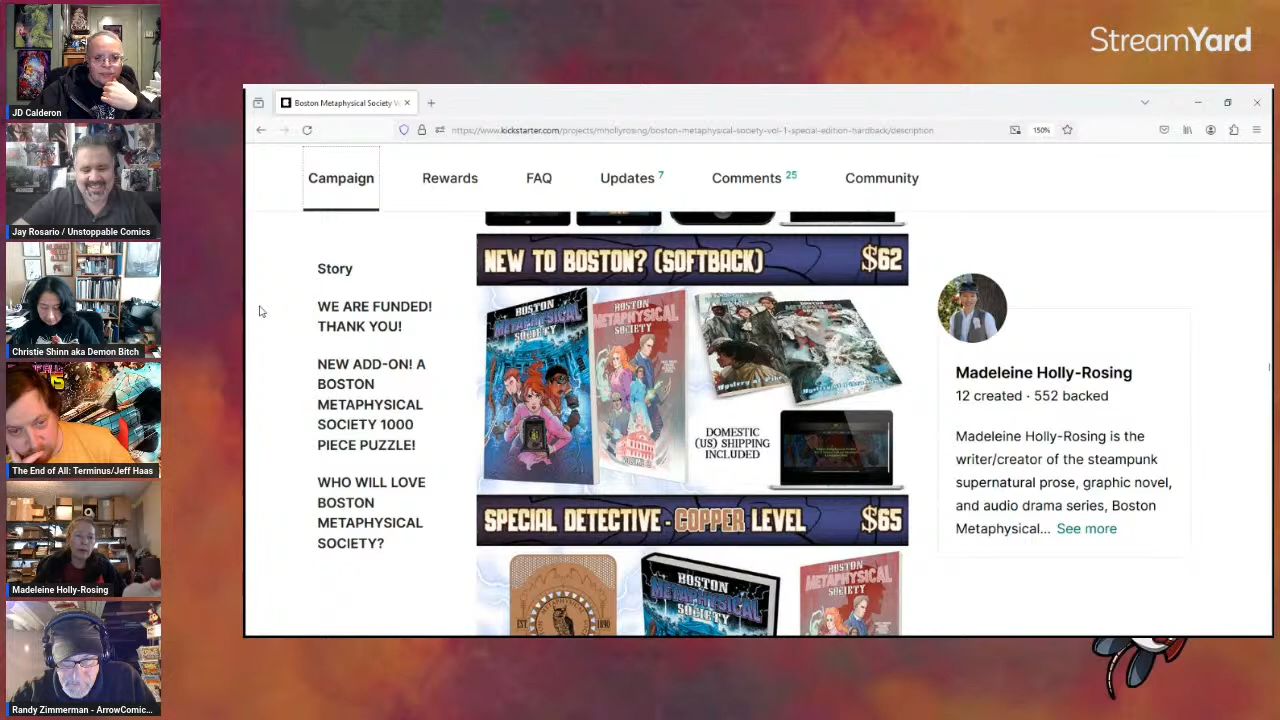 StreamYard
JD Calderon
Jay Rosario / Unstoppable Comics
Christie Shinn aka Demon Bitch
The End of All: Terminus/Jeff Haas
Madeleine Holly-Rosing
Randy Zimmerman - ArrowComic...
Boston Metaphysical Society V
https://www.kickstarter.com/projects/mhollyrosing/boston-metaphysical-society-vol-1-special-edition-hardback/description
150%
Campaign
Rewards
FAQ
Updates 7
Comments 25
Community
Story
WE ARE FUNDED!
THANK YOU!
NEW ADD-ON! A
BOSTON
METAPHYSICAL
SOCIETY 1000
PIECE PUZZLE!
WHO WILL LOVE
BOSTON
METAPHYSICAL
SOCIETY?
NEW TO BOSTON? (SOFTBACK) $62
BOSTON
METAPHYSICAL
SOCIETY
BOSTON
METAPHYSICAL
SOCIETY
DOMESTIC
(US) SHIPPING
INCLUDED
SPECIAL DETECTIVE - COPPER LEVEL $65
EST. 1890
BOSTON
METAPHYSICAL
SOCIETY
BOSTON
METAPHYSICAL
SOCIETY
Madeleine Holly-Rosing
12 created · 552 backed
Madeleine Holly-Rosing is the
writer/creator of the steampunk
supernatural prose, graphic novel,
and audio drama series, Boston
Metaphysical... See more